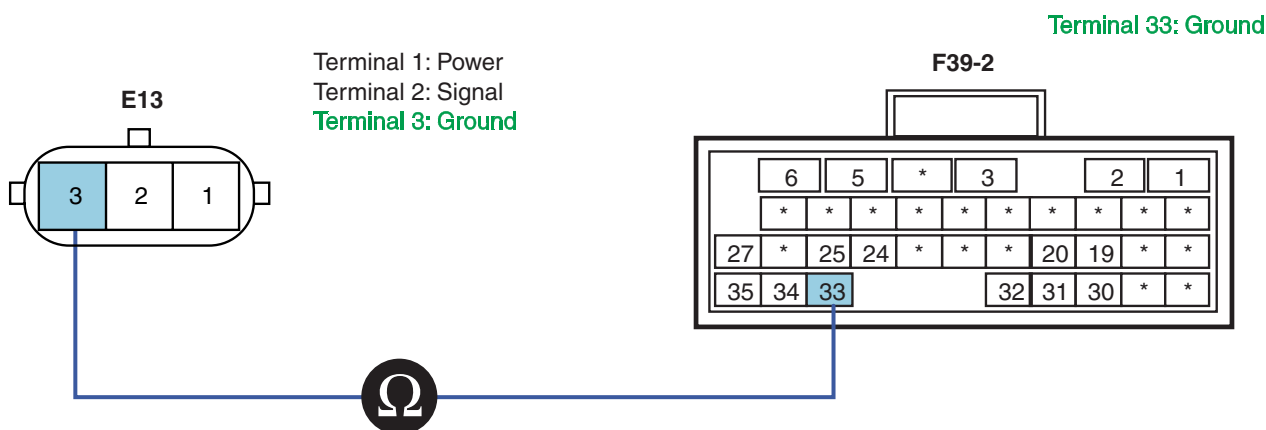 Terminal 33: Ground
F39-2
Terminal 1: Power
Terminal 2: Signal
Terminal 3: Ground
E13
3 2 1
6 5 * 3 2 1
* * * * * * * * * *
27 * 25 24 * * * 20 19 * *
35 34 33 32 31 30 * *
Ω